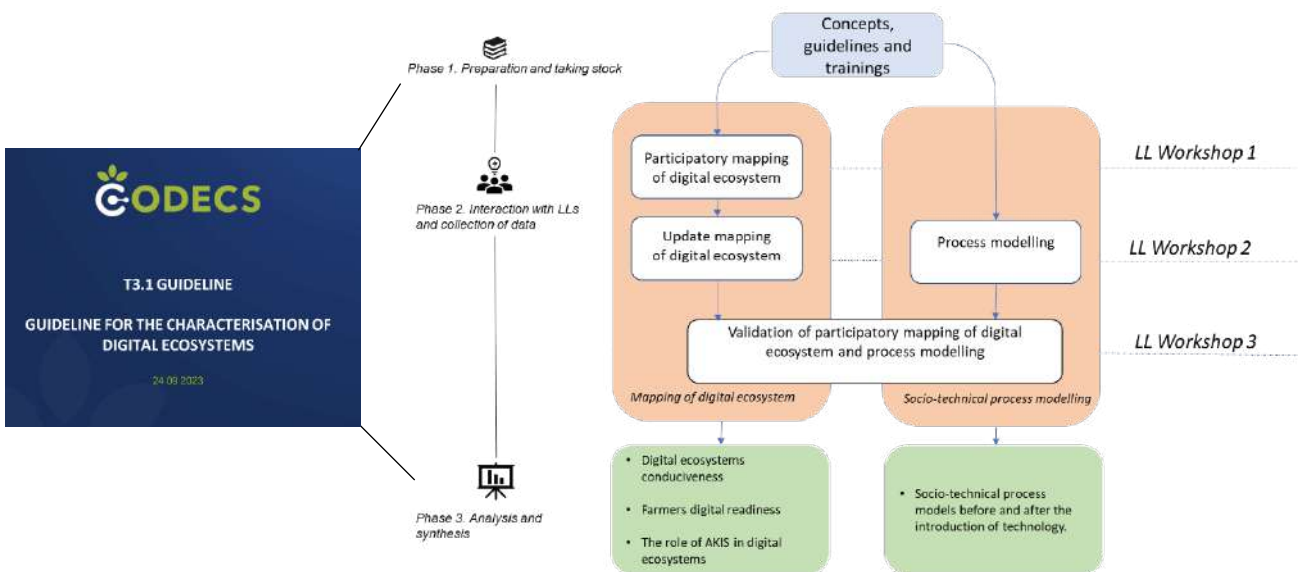 CODECS
T3.1 GUIDELINE
GUIDELINE FOR THE CHARACTERISATION OF
DIGITAL ECOSYSTEMS
24.09.2023
Phase 1. Preparation and taking stock
Phase 2. Interaction with LLs
and collection of data
Phase 3. Analysis and
synthesis
Concepts,
guidelines and
trainings
Participatory mapping
of digital ecosystem
Update mapping
of digital ecosystem
Process modelling
Validation of participatory mapping of digital
ecosystem and process modelling
Mapping of digital ecosystem
Socio-technical process modelling
LL Workshop 1
LL Workshop 2
LL Workshop 3
• Digital ecosystems
conduciveness
• Farmers digital readiness
• The role of AKIS in digital
ecosystems
• Socio-technical process
models before and after the
introduction of technology.